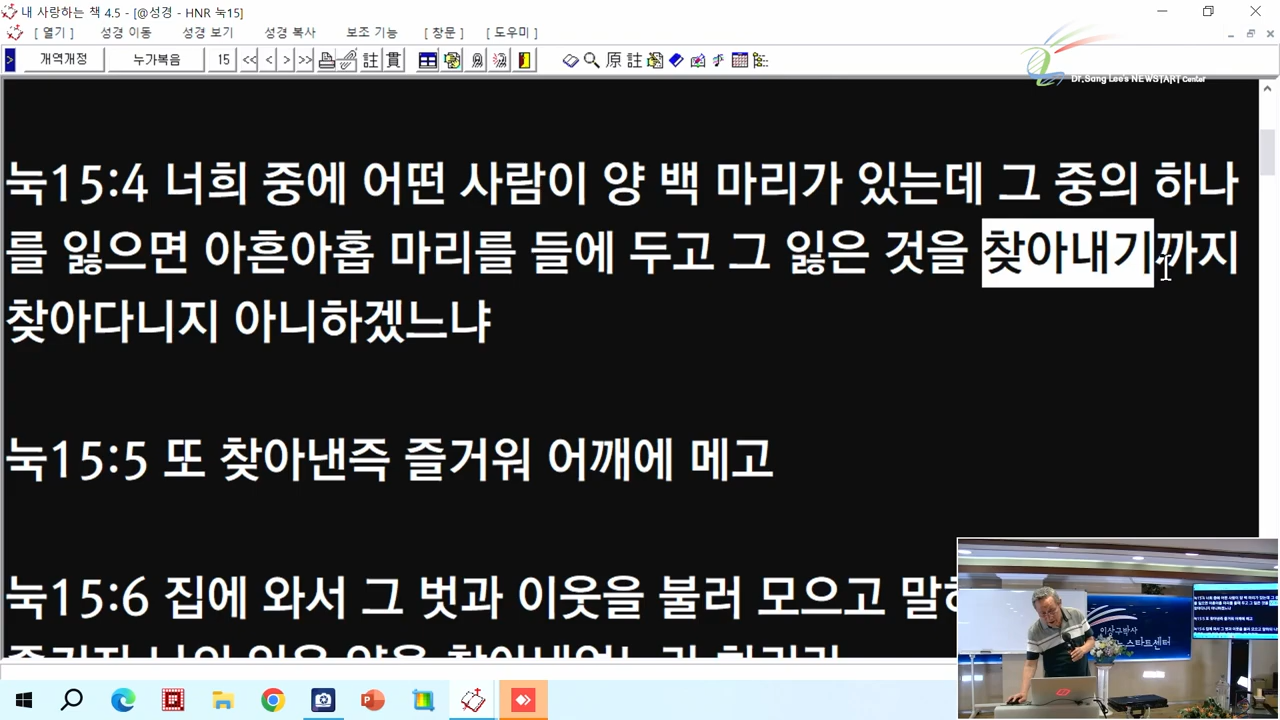 내 사랑하는 책 4.5 - [@성경 - HNR 눅15]
[ 열기 ] 성경 이동 성경 보기 성경 복사 보조 기능 [ 창문 ] [ 도우미 ]
> 개역개정 누가복음 15 << < > >> 註 貫 原 註
Dr.Sang Lee's NEWSTART Center
눅15:4 너희 중에 어떤 사람이 양 백 마리가 있는데 그 중의 하나
를 잃으면 아흔아홉 마리를 들에 두고 그 잃은 것을 찾아내기까지
찾아다니지 아니하겠느냐
눅15:5 또 찾아낸즉 즐거워 어깨에 메고
눅15:6 집에 와서 그 벗과 이웃을 불러 모으고 말하
이상구박사
스타트센터